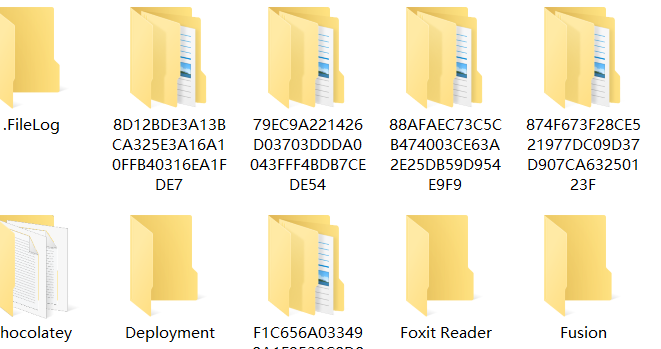 .FileLog
8D12BDE3A13B
CA325E3A16A1
0FFB40316EA1F
DE7
79EC9A221426
D03703DDDA0
043FFF4BDB7CE
DE54
88AFAEC73C5C
B474003CE63A
2E25DB59D954
E9F9
874F673F28CE5
21977DC09D37
D907CA632501
23F
hocolatey
Deployment
F1C656A03349
Foxit Reader
Fusion